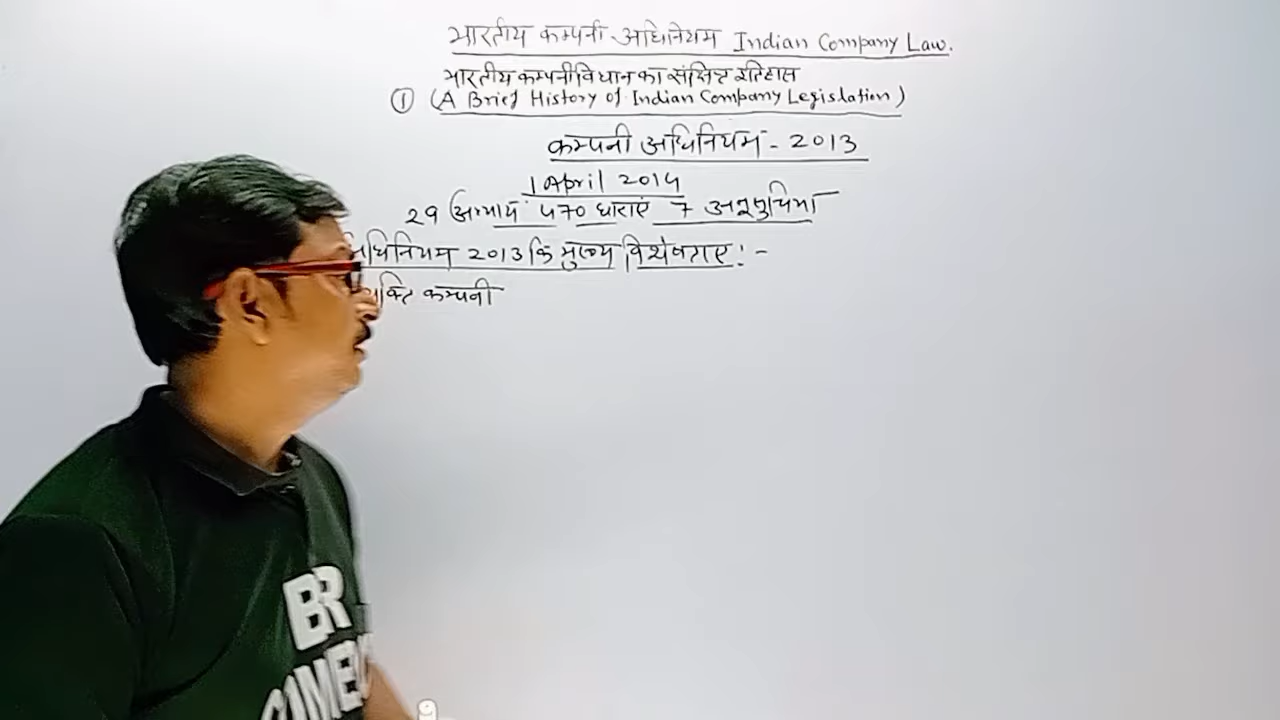 भारतीय कम्पनी अधिनियम Indian Company Law.
भारतीय कम्पनी विधान का संक्षिप्त इतिहास
① (A Brief History of Indian Company Legislation)
कम्पनी अधिनियम - 2013
1 April 2014
29 अध्याय 470 धाराएं 7 अनुसूचियां
धिनियम 2013 कि मुख्य विशेषताए : -
क्ति कम्पनी
BR